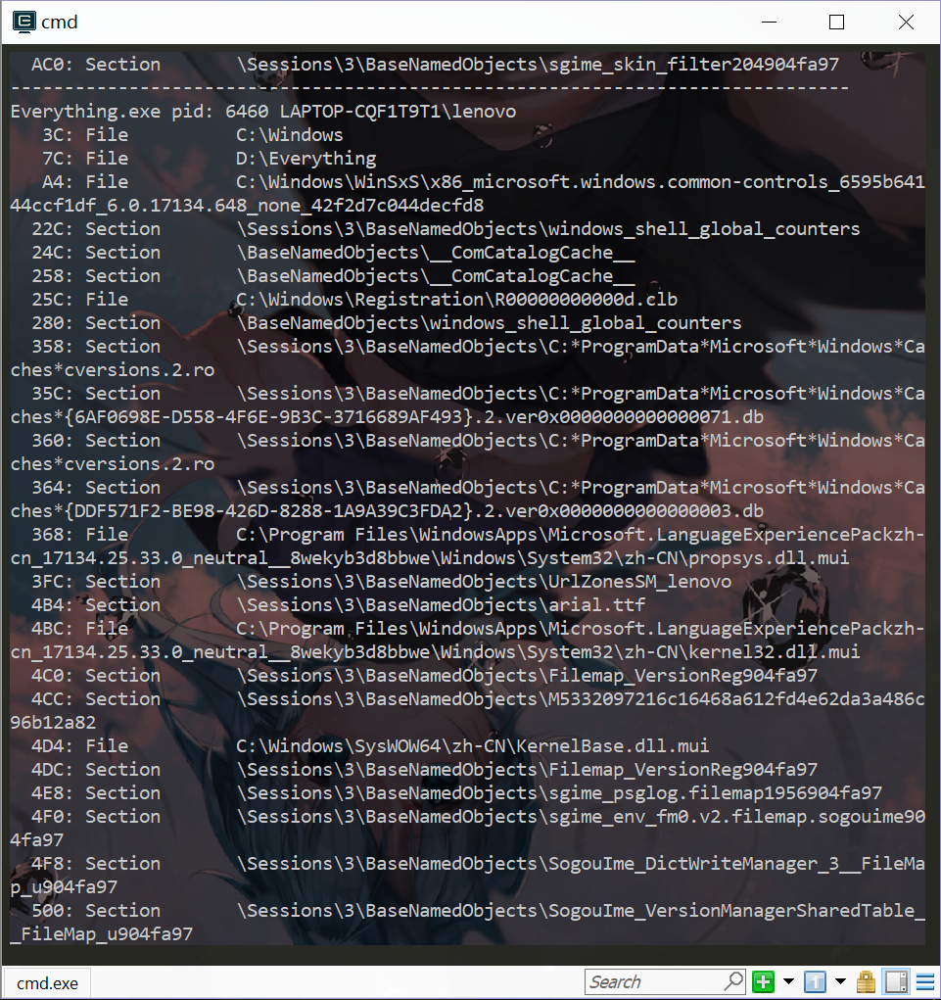 cmd
AC0: Section \Sessions\3\BaseNamedObjects\sgime_skin_filter204904fa97
------------------------------------------------------------------------------
Everything.exe pid: 6460 LAPTOP-CQF1T9T1\lenovo
3C: File C:\Windows
7C: File D:\Everything
A4: File C:\Windows\WinSxS\x86_microsoft.windows.common-controls_6595b641
44ccf1df_6.0.17134.648_none_42f2d7c044decfd8
22C: Section \Sessions\3\BaseNamedObjects\windows_shell_global_counters
24C: Section \BaseNamedObjects\__ComCatalogCache__
258: Section \BaseNamedObjects\__ComCatalogCache__
25C: File C:\Windows\Registration\R00000000000d.clb
280: Section \BaseNamedObjects\windows_shell_global_counters
358: Section \Sessions\3\BaseNamedObjects\C:*ProgramData*Microsoft*Windows*Ca
ches*cversions.2.ro
35C: Section \Sessions\3\BaseNamedObjects\C:*ProgramData*Microsoft*Windows*Ca
ches*{6AF0698E-D558-4F6E-9B3C-3716689AF493}.2.ver0x0000000000000071.db
360: Section \Sessions\3\BaseNamedObjects\C:*ProgramData*Microsoft*Windows*Ca
ches*cversions.2.ro
364: Section \Sessions\3\BaseNamedObjects\C:*ProgramData*Microsoft*Windows*Ca
ches*{DDF571F2-BE98-426D-8288-1A9A39C3FDA2}.2.ver0x0000000000000003.db
368: File C:\Program Files\WindowsApps\Microsoft.LanguageExperiencePackzh-
cn_17134.25.33.0_neutral__8wekyb3d8bbwe\Windows\System32\zh-CN\propsys.dll.mui
3FC: Section \Sessions\3\BaseNamedObjects\UrlZonesSM_lenovo
4B4: Section \Sessions\3\BaseNamedObjects\arial.ttf
4BC: File C:\Program Files\WindowsApps\Microsoft.LanguageExperiencePackzh-
cn_17134.25.33.0_neutral__8wekyb3d8bbwe\Windows\System32\zh-CN\kernel32.dll.mui
4C0: Section \Sessions\3\BaseNamedObjects\Filemap_VersionReg904fa97
4CC: Section \Sessions\3\BaseNamedObjects\M5332097216c16468a612fd4e62da3a486c
96b12a82
4D4: File C:\Windows\SysWOW64\zh-CN\KernelBase.dll.mui
4DC: Section \Sessions\3\BaseNamedObjects\Filemap_VersionReg904fa97
4E8: Section \Sessions\3\BaseNamedObjects\sgime_psglog.filemap1956904fa97
4F0: Section \Sessions\3\BaseNamedObjects\sgime_env_fm0.v2.filemap.sogouime90
4fa97
4F8: Section \Sessions\3\BaseNamedObjects\SogouIme_DictWriteManager_3__FileMa
p_u904fa97
500: Section \Sessions\3\BaseNamedObjects\SogouIme_VersionManagerSharedTable_
_FileMap_u904fa97
cmd.exe Search 1